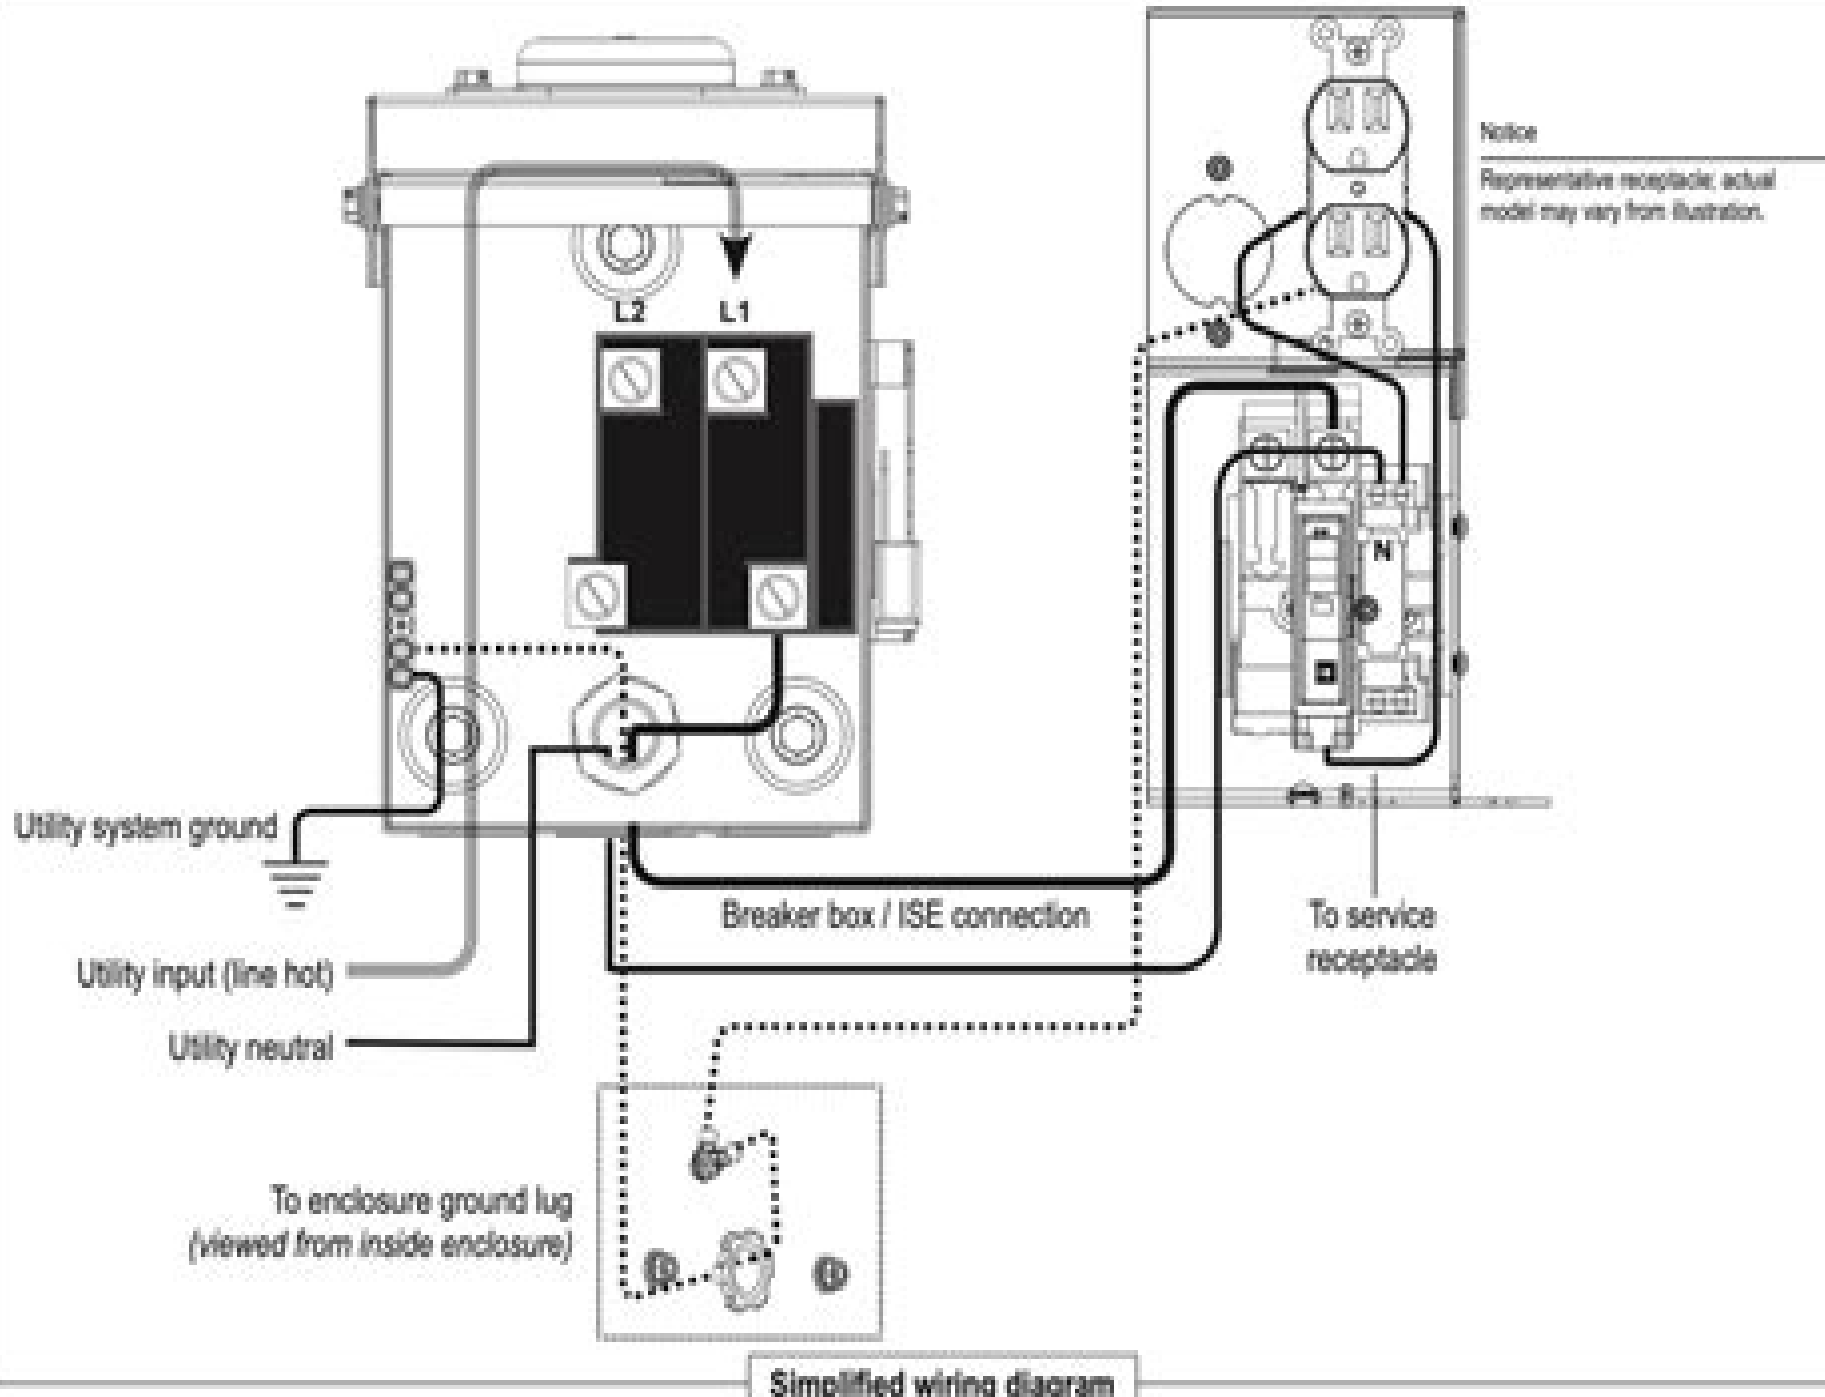 Notice
Representative receptacle; actual
model may vary from illustration.
L2
L1
N
Utility system ground
Breaker box / ISE connection
To service
receptacle
Utility input (line hot)
Utility neutral
To enclosure ground lug
(viewed from inside enclosure)
Simplified wiring diagram